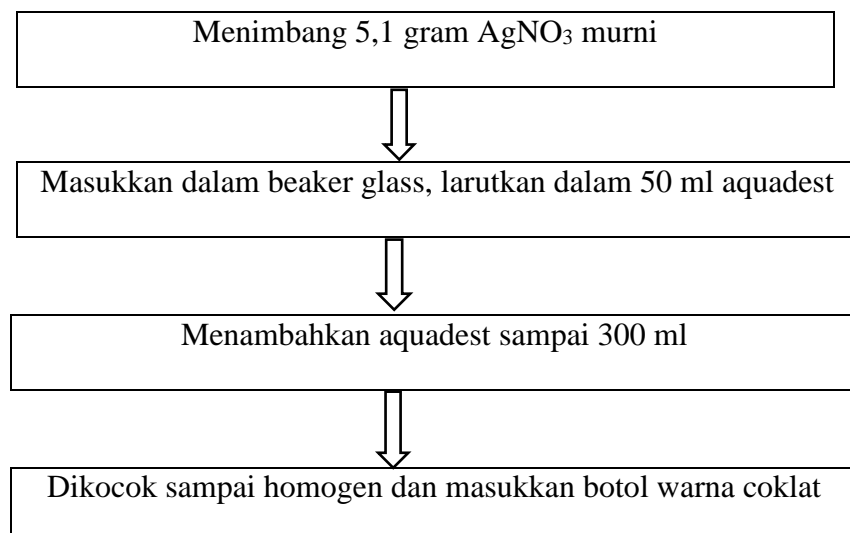 Menimbang 5,1 gram AgNO₃ murni
Masukkan dalam beaker glass, larutkan dalam 50 ml aquadest
Menambahkan aquadest sampai 300 ml
Dikocok sampai homogen dan masukkan botol warna coklat